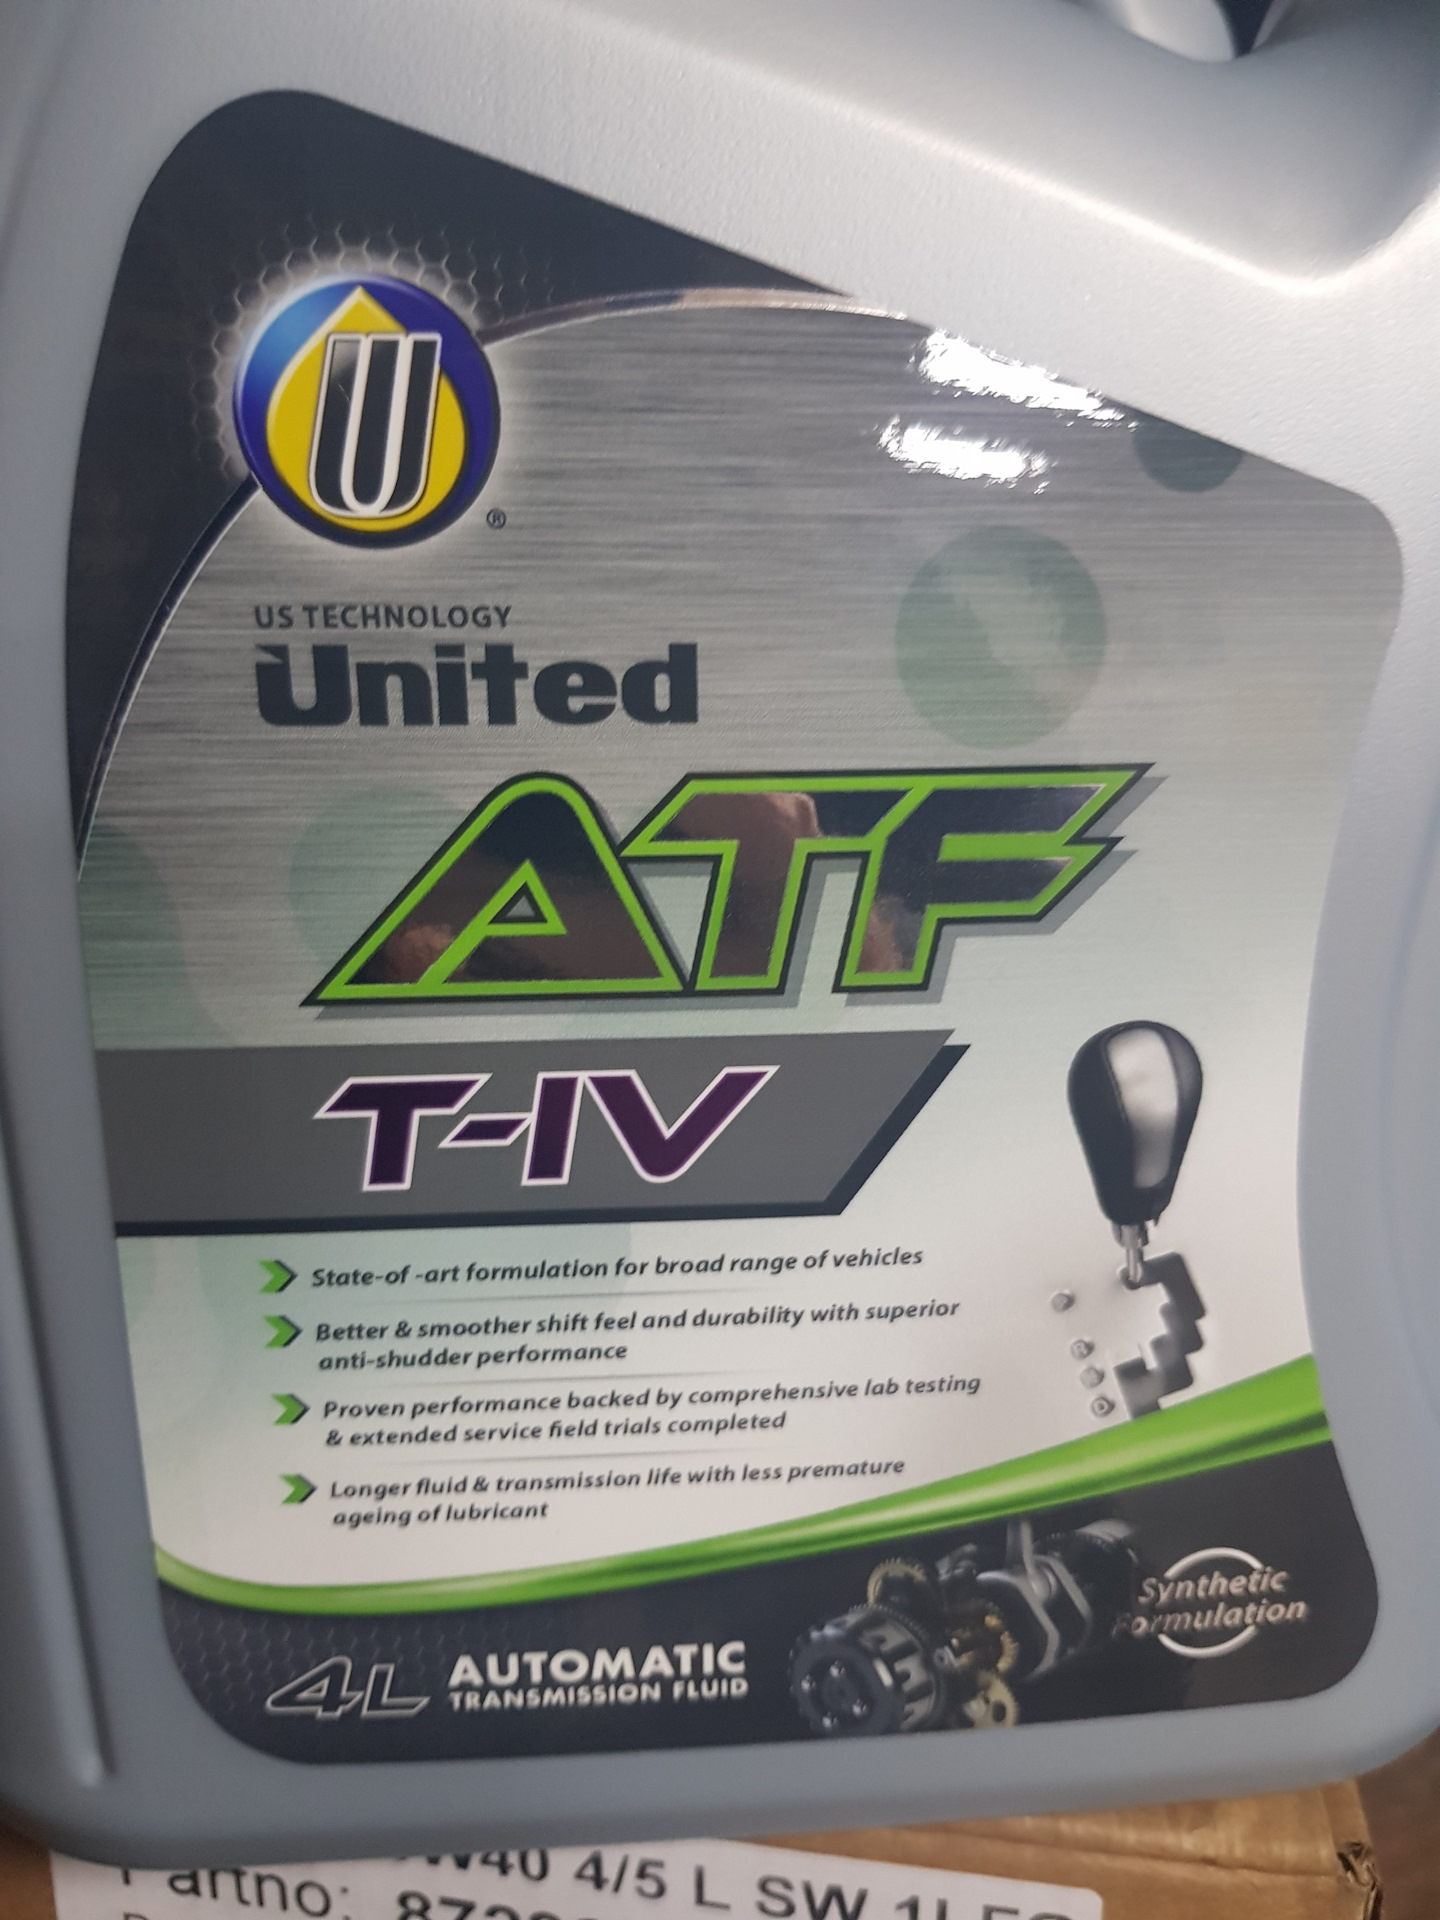 U
®
US TECHNOLOGY
United
ATF
T-IV
State-of -art formulation for broad range of vehicles
Better & smoother shift feel and durability with superior
anti-shudder performance
Proven performance backed by comprehensive lab testing
& extended service field trials completed
Longer fluid & transmission life with less premature
ageing of lubricant
Synthetic
Formulation
4L AUTOMATIC
TRANSMISSION FLUID
W40 4/5 L SW
Partno: